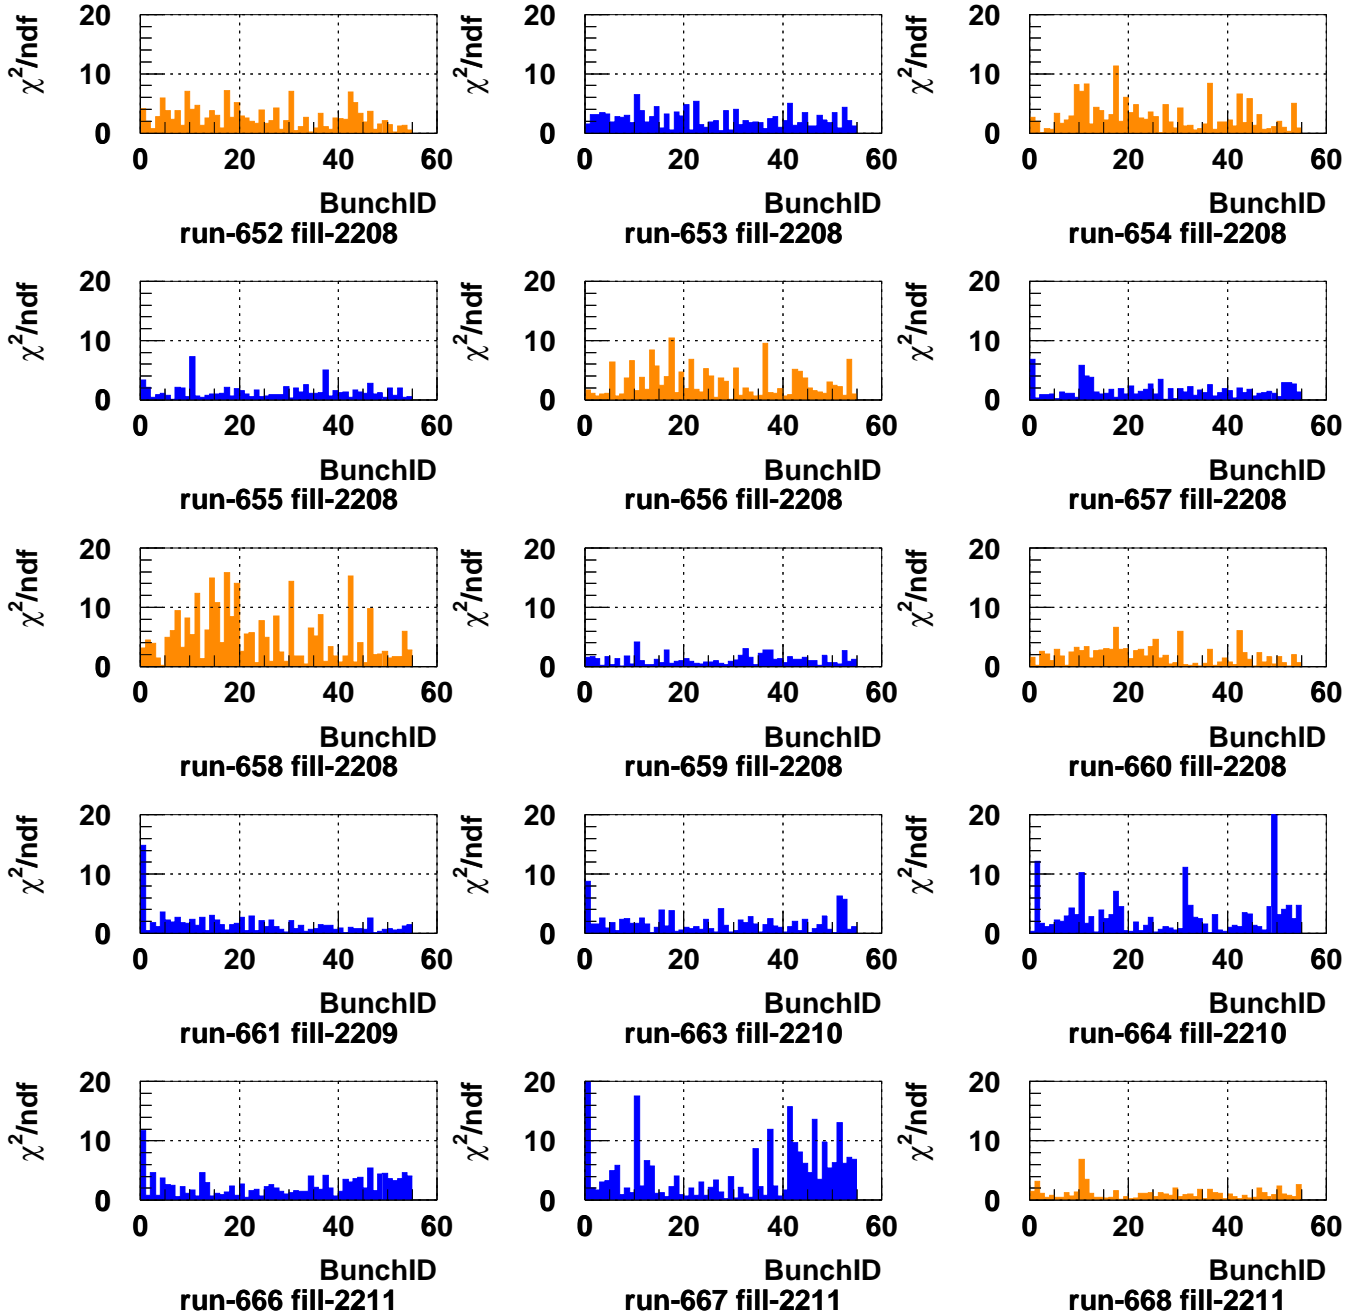 χ²/ndf 20 10 0 0 20 40 60 BunchID run-652 fill-2208
χ²/ndf 20 10 0 0 20 40 60 BunchID run-653 fill-2208
χ²/ndf 20 10 0 0 20 40 60 BunchID run-654 fill-2208
χ²/ndf 20 10 0 0 20 40 60 BunchID run-655 fill-2208
χ²/ndf 20 10 0 0 20 40 60 BunchID run-656 fill-2208
χ²/ndf 20 10 0 0 20 40 60 BunchID run-657 fill-2208
χ²/ndf 20 10 0 0 20 40 60 BunchID run-658 fill-2208
χ²/ndf 20 10 0 0 20 40 60 BunchID run-659 fill-2208
χ²/ndf 20 10 0 0 20 40 60 BunchID run-660 fill-2208
χ²/ndf 20 10 0 0 20 40 60 BunchID run-661 fill-2209
χ²/ndf 20 10 0 0 20 40 60 BunchID run-663 fill-2210
χ²/ndf 20 10 0 0 20 40 60 BunchID run-664 fill-2210
χ²/ndf 20 10 0 0 20 40 60 BunchID run-666 fill-2211
χ²/ndf 20 10 0 0 20 40 60 BunchID run-667 fill-2211
χ²/ndf 20 10 0 0 20 40 60 BunchID run-668 fill-2211